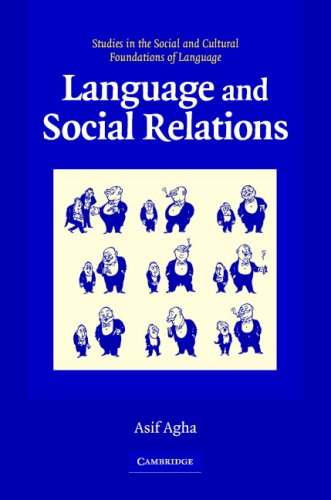 Studies in the Social and Cultural
Foundations of Language
Language and
Social Relations
Asif Agha
CAMBRIDGE